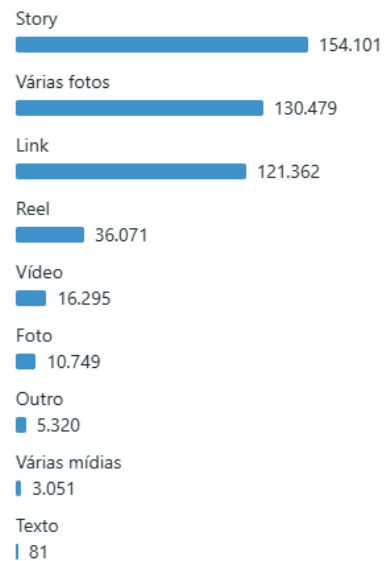 Story
154.101
Várias fotos
130.479
Link
121.362
Reel
36.071
Vídeo
16.295
Foto
10.749
Outro
5.320
Várias mídias
3.051
Texto
81